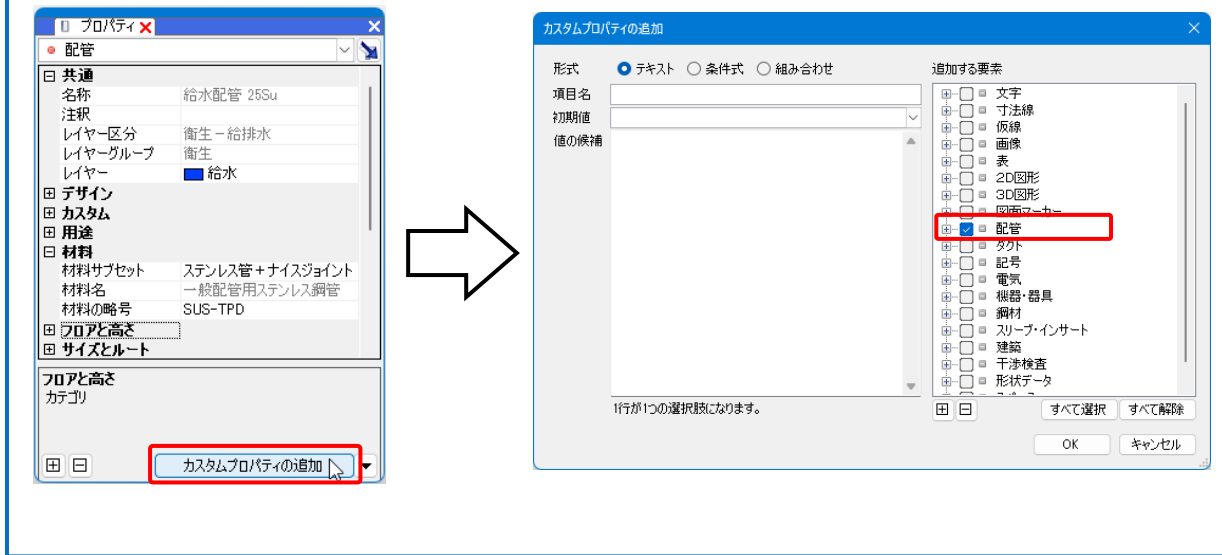 プロパティ
配管
共通
名称 給水配管 25Su
注釈
レイヤー区分 衛生－給排水
レイヤーグループ 衛生
レイヤー 給水
デザイン
カスタム
用途
材料
材料サブセット ステンレス管＋ナイスジョイント
材料名 一般配管用ステンレス鋼管
材料の略号 SUS-TPD
フロアと高さ
サイズとルート
フロアと高さ
カテゴリ
カスタムプロパティの追加
カスタムプロパティの追加
形式 テキスト 条件式 組み合わせ
項目名
初期値
値の候補
1行が1つの選択肢になります。
追加する要素
文字
寸法線
仮線
画像
表
2D図形
3D図形
図面マーカー
配管
ダクト
記号
電気
機器・器具
鋼材
スリーブ・インサート
建築
干渉検査
形状データ
すべて選択 すべて解除
OK キャンセル